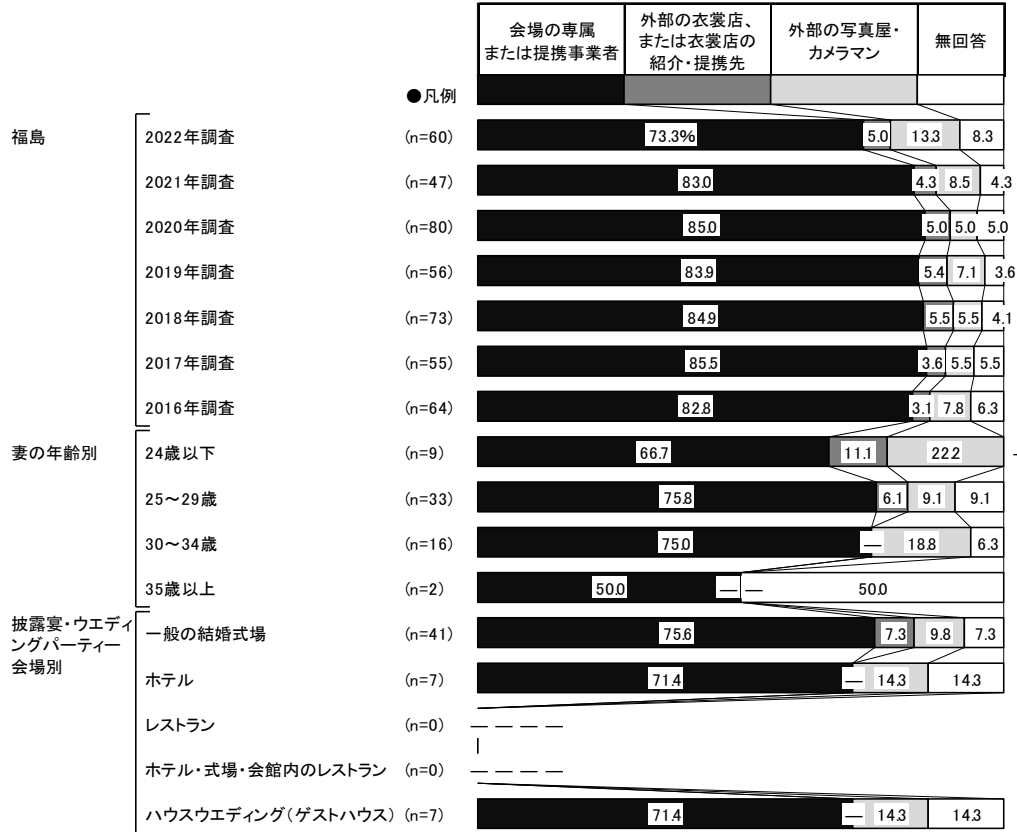 会場の専属
または提携事業者
外部の衣裳店、
または衣裳店の
紹介・提携先
外部の写真屋・
カメラマン
無回答
●凡例
福島
2022年調査 (n=60) 73.3% 5.0 13.3 8.3
2021年調査 (n=47) 83.0 4.3 8.5 4.3
2020年調査 (n=80) 85.0 5.0 5.0 5.0
2019年調査 (n=56) 83.9 5.4 7.1 3.6
2018年調査 (n=73) 84.9 5.5 5.5 4.1
2017年調査 (n=55) 85.5 3.6 5.5 5.5
2016年調査 (n=64) 82.8 3.1 7.8 6.3
妻の年齢別
24歳以下 (n=9) 66.7 11.1 22.2 —
25～29歳 (n=33) 75.8 6.1 9.1 9.1
30～34歳 (n=16) 75.0 — 18.8 6.3
35歳以上 (n=2) 50.0 — — 50.0
披露宴・ウエディ
ングパーティー
会場別
一般の結婚式場 (n=41) 75.6 7.3 9.8 7.3
ホテル (n=7) 71.4 — 14.3 14.3
レストラン (n=0) — — — —
ホテル・式場・会館内のレストラン (n=0) — — — —
ハウスウエディング（ゲストハウス） (n=7) 71.4 — 14.3 14.3